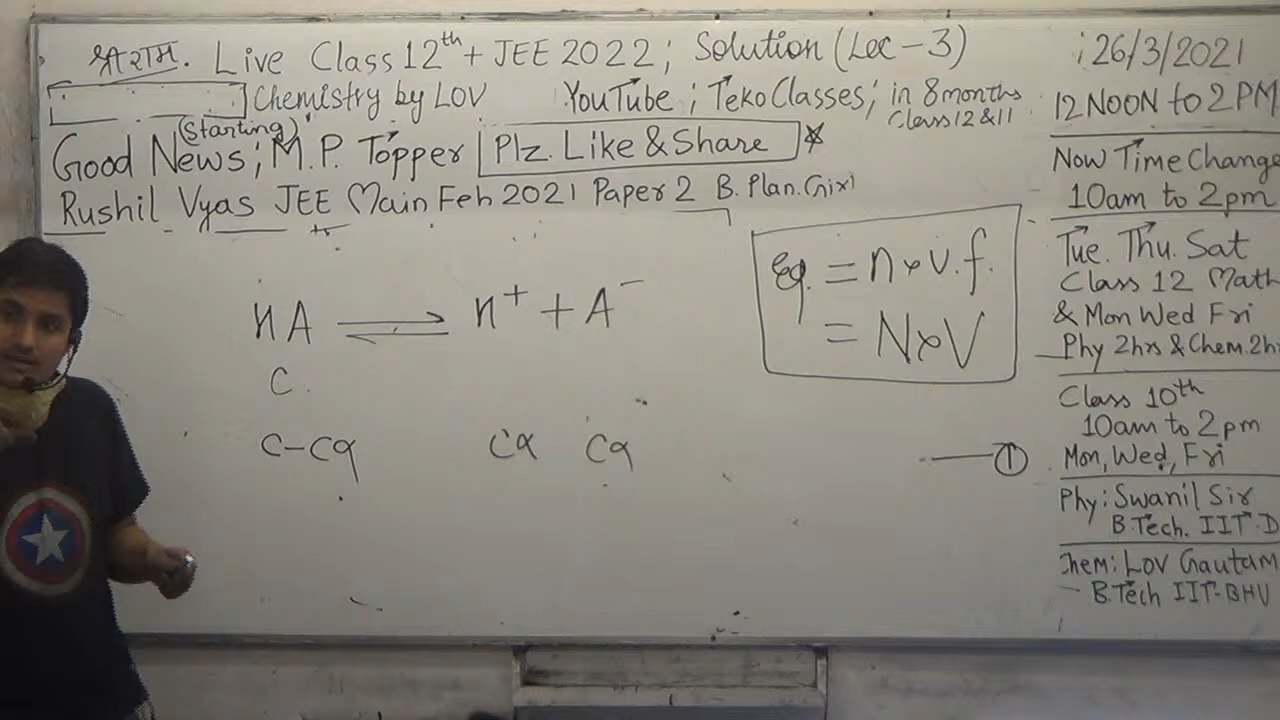 श्री राम. Live Class 12th + JEE 2022; Solution (Lec - 3)
Chemistry by LOV YouTube; TekoClasses; in 8 months
Class 12 & 11
(Starting)
Good News; M.P. Topper Plz. Like & Share
Rushil Vyas JEE Main Feb 2021 Paper 2 B. Plan.
HA ⇌ H+ + A-
C
C-Cα Cα Cα
Eq. = n×v.f.
= N×V
1
26/3/2021
12 NOON to 2 PM
Now Time Change
10am to 2pm
Tue. Thu. Sat
Class 12 Math
& Mon Wed Fri
Phy 2hrs & Chem. 2h
Class 10th
10am to 2pm
Mon, Wed, Fri
Phy: Swanil Sir
B.Tech. IIT-D
Chem: Lov Gautam
B.Tech IIT-BHU